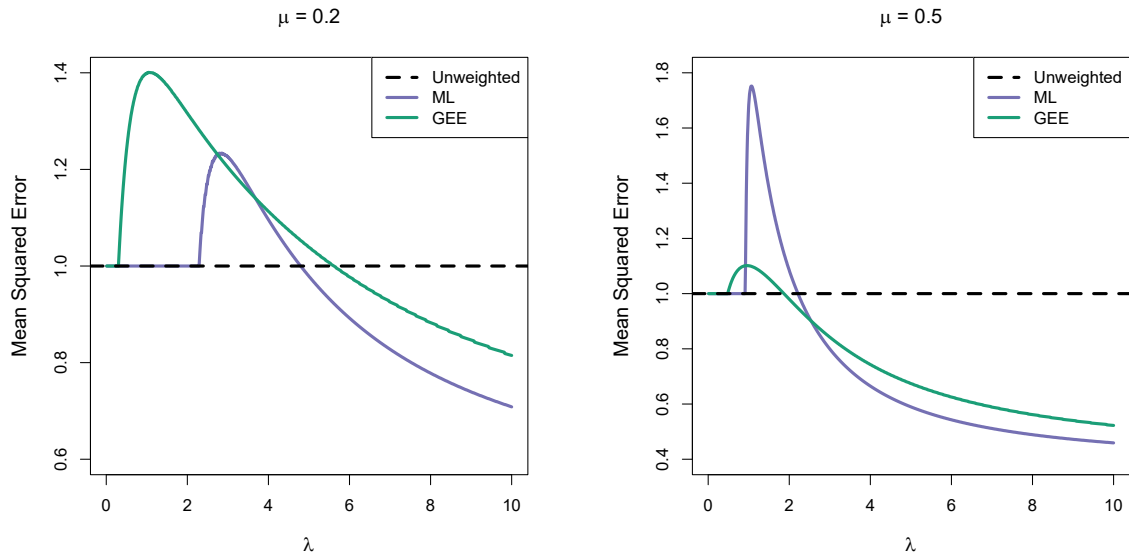 μ = 0.2
Mean Squared Error
1.4
1.2
1.0
0.8
0.6
Unweighted
ML
GEE
0 2 4 6 8 10
λ
μ = 0.5
Mean Squared Error
1.8
1.6
1.4
1.2
1.0
0.8
0.6
0.4
Unweighted
ML
GEE
0 2 4 6 8 10
λ